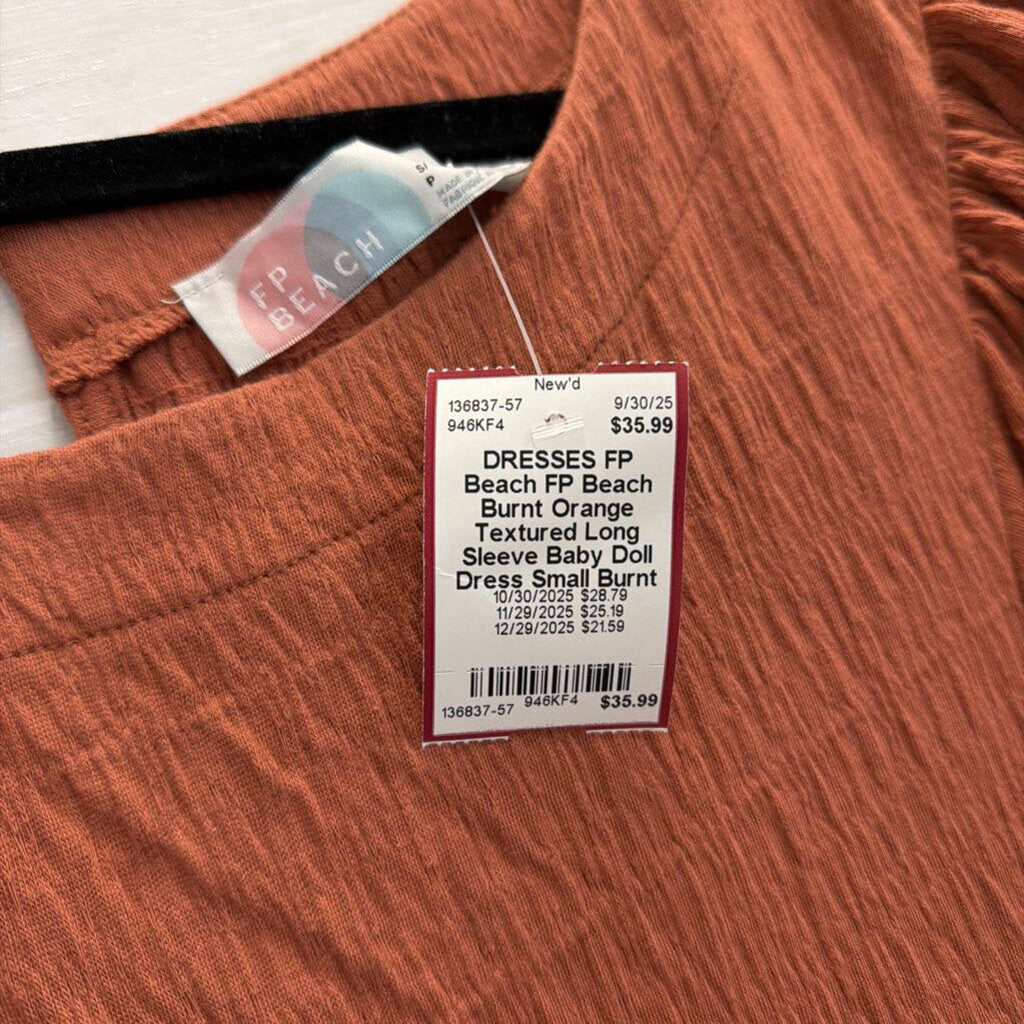 FP
BEACH
S/
P
MADE
New'd
136837-57 9/30/25
946KF4 $35.99
DRESSES FP
Beach FP Beach
Burnt Orange
Textured Long
Sleeve Baby Doll
Dress Small Burnt
10/30/2025 $28.79
11/29/2025 $25.19
12/29/2025 $21.59
136837-57 946KF4 $35.99